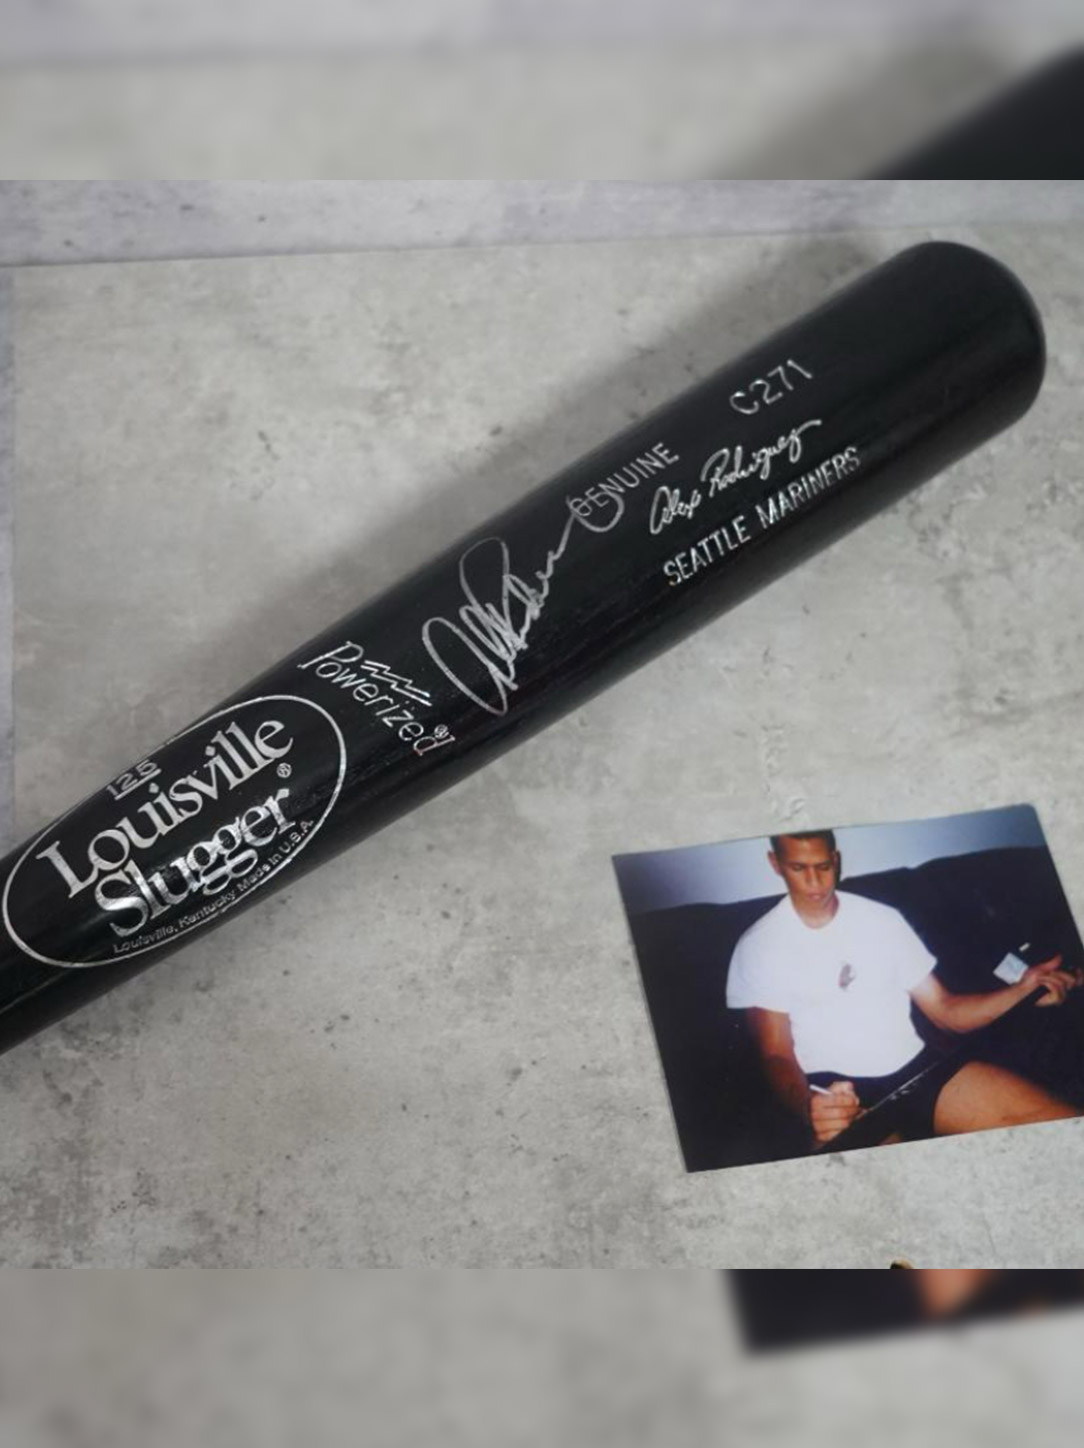 C271
GENUINE
Alex Rodriguez
SEATTLE MARINERS
Powerized®
125
Louisville
Slugger®
Louisville, Kentucky Made in U.S.A.